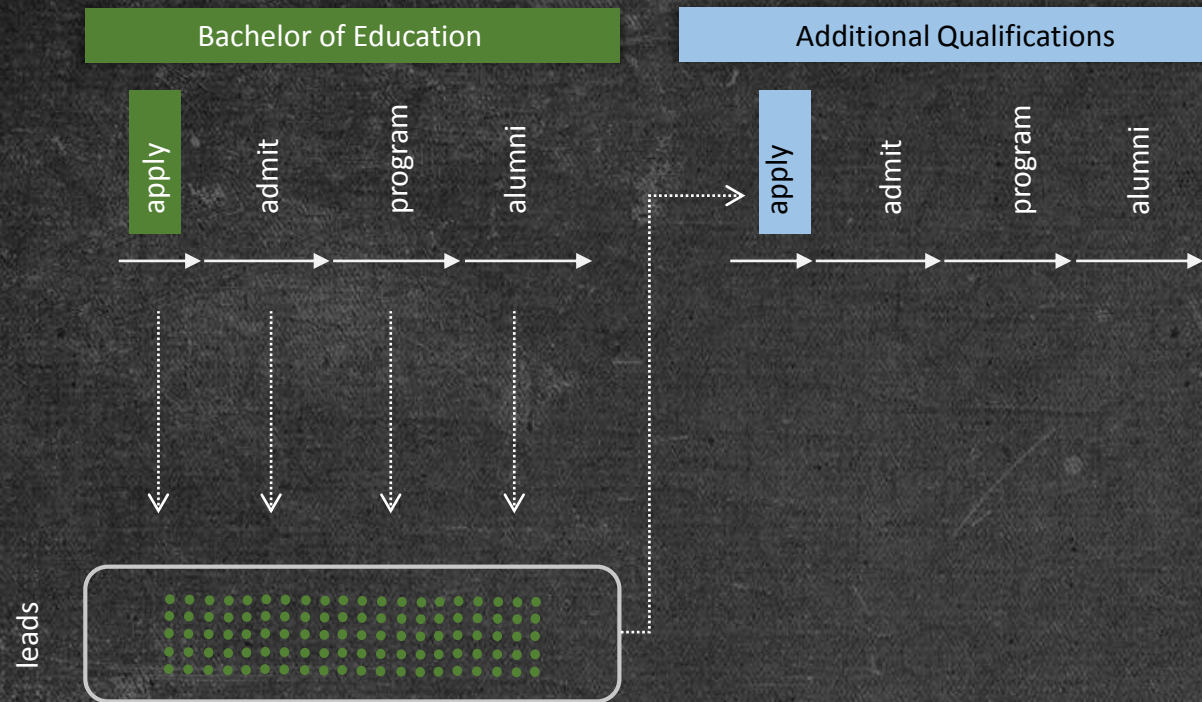 Bachelor of Education
Additional Qualifications
apply
admit
program
alumni
apply
admit
program
alumni
leads